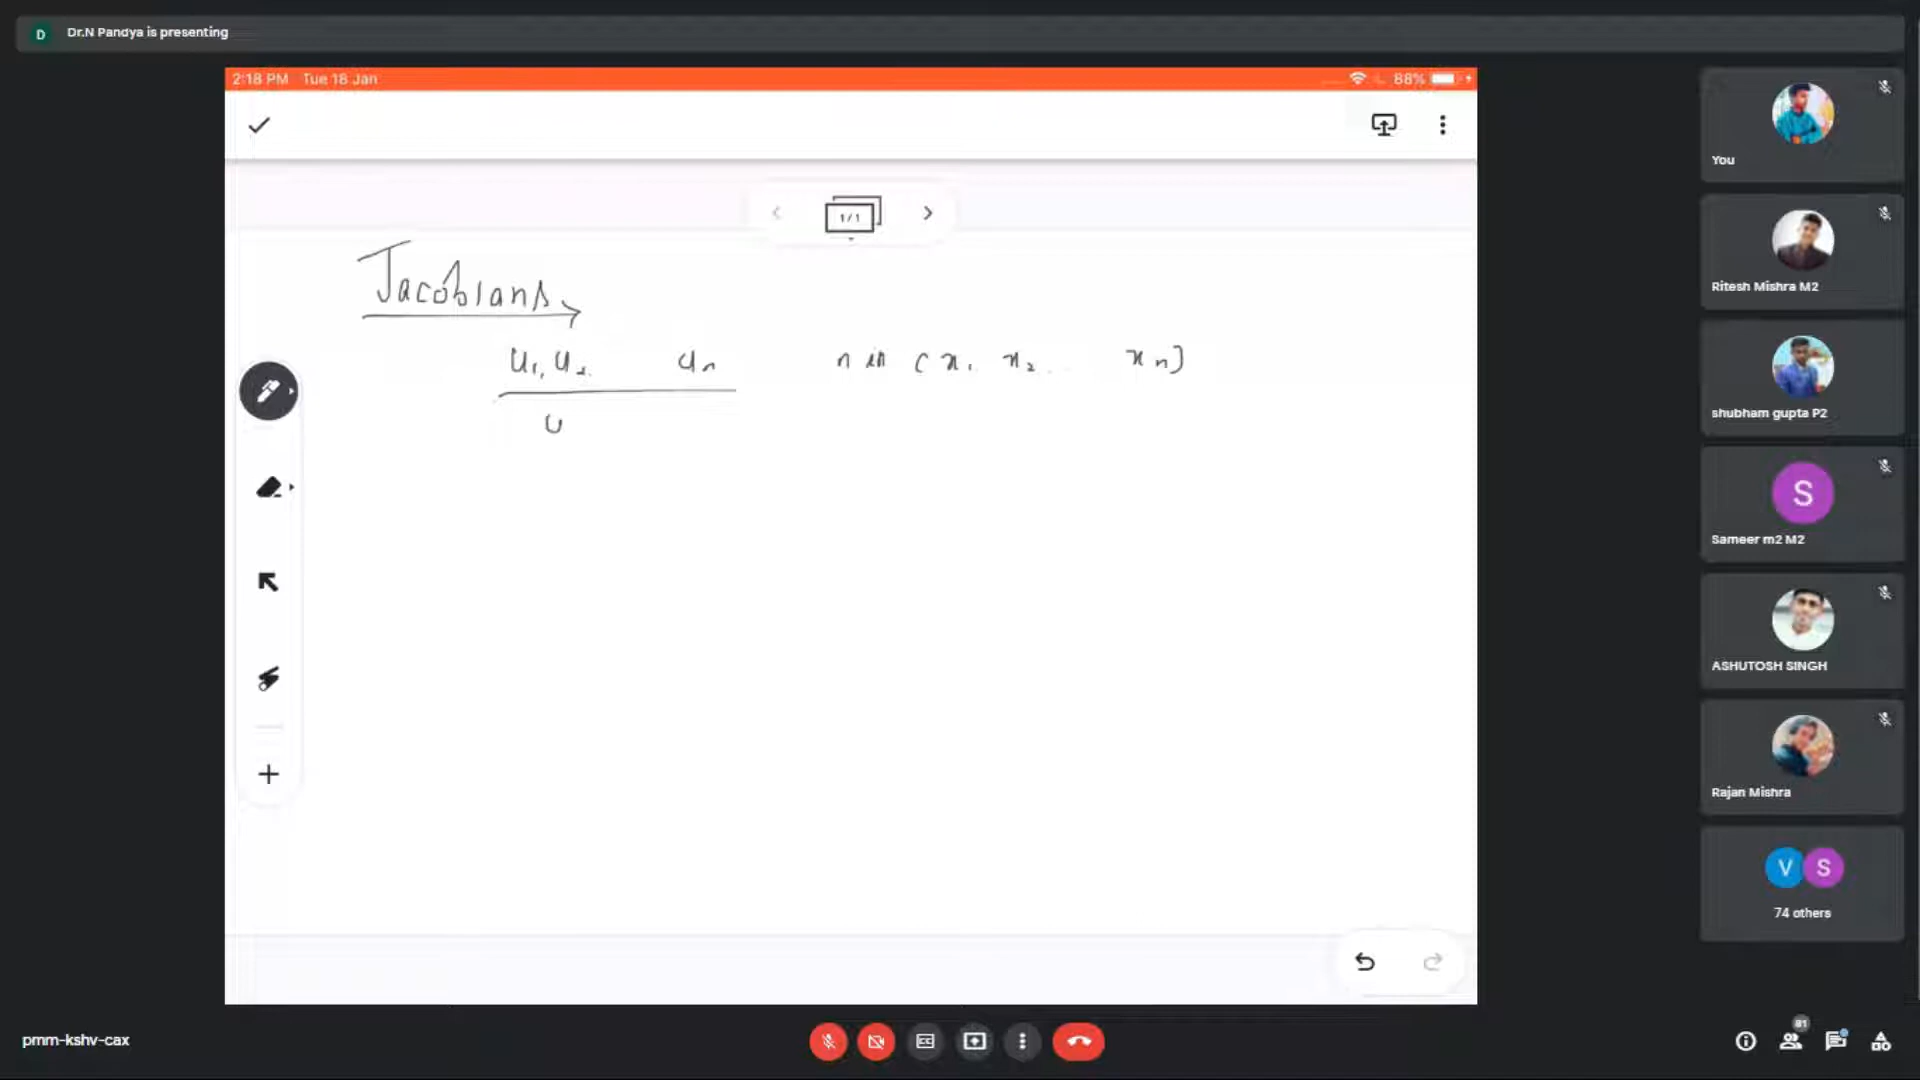 D Dr.N Pandya is presenting
2:18 PM Tue 18 Jan
88%
1/1
Jacobians
u₁, u₂. uₙ n in (x₁ x₂ .. xₙ)
u
You
Ritesh Mishra M2
shubham gupta P2
S
Sameer m2 M2
ASHUTOSH SINGH
Rajan Mishra
V S
74 others
pmm-kshv-cax
81